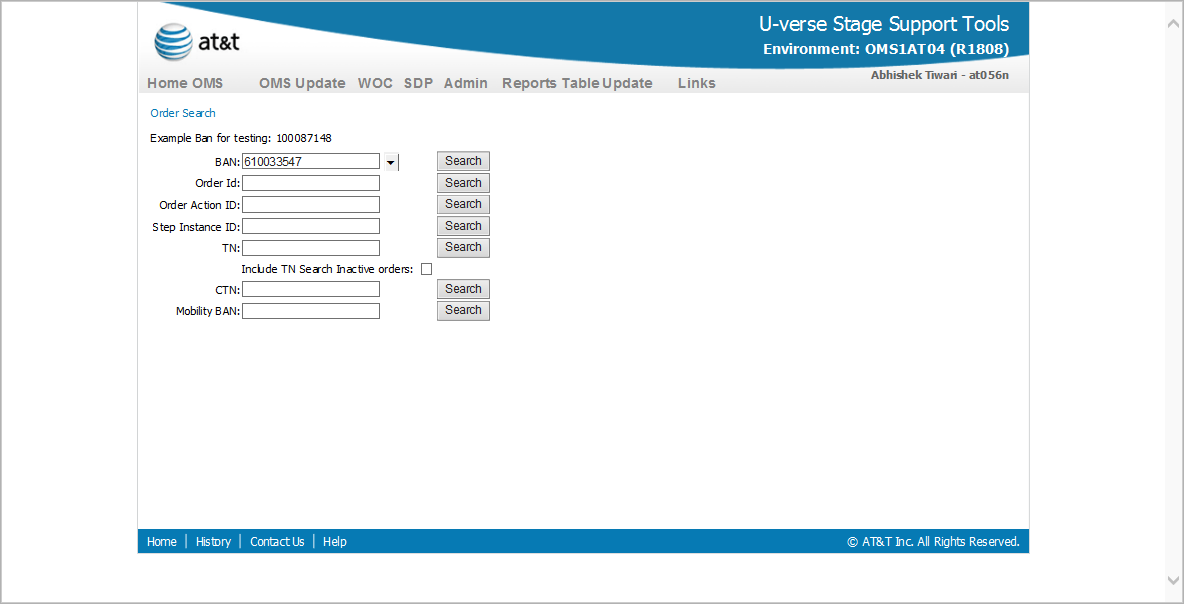 at&t
U-verse Stage Support Tools
Environment: OMS1AT04 (R1808)
Abhishek Tiwari - at056n
Home OMS OMS Update WOC SDP Admin Reports Table Update Links
Order Search
Example Ban for testing: 100087148
BAN: 610033547 Search
Order Id: Search
Order Action ID: Search
Step Instance ID: Search
TN: Search
Include TN Search Inactive orders:
CTN: Search
Mobility BAN: Search
Home | History | Contact Us | Help © AT&T Inc. All Rights Reserved.